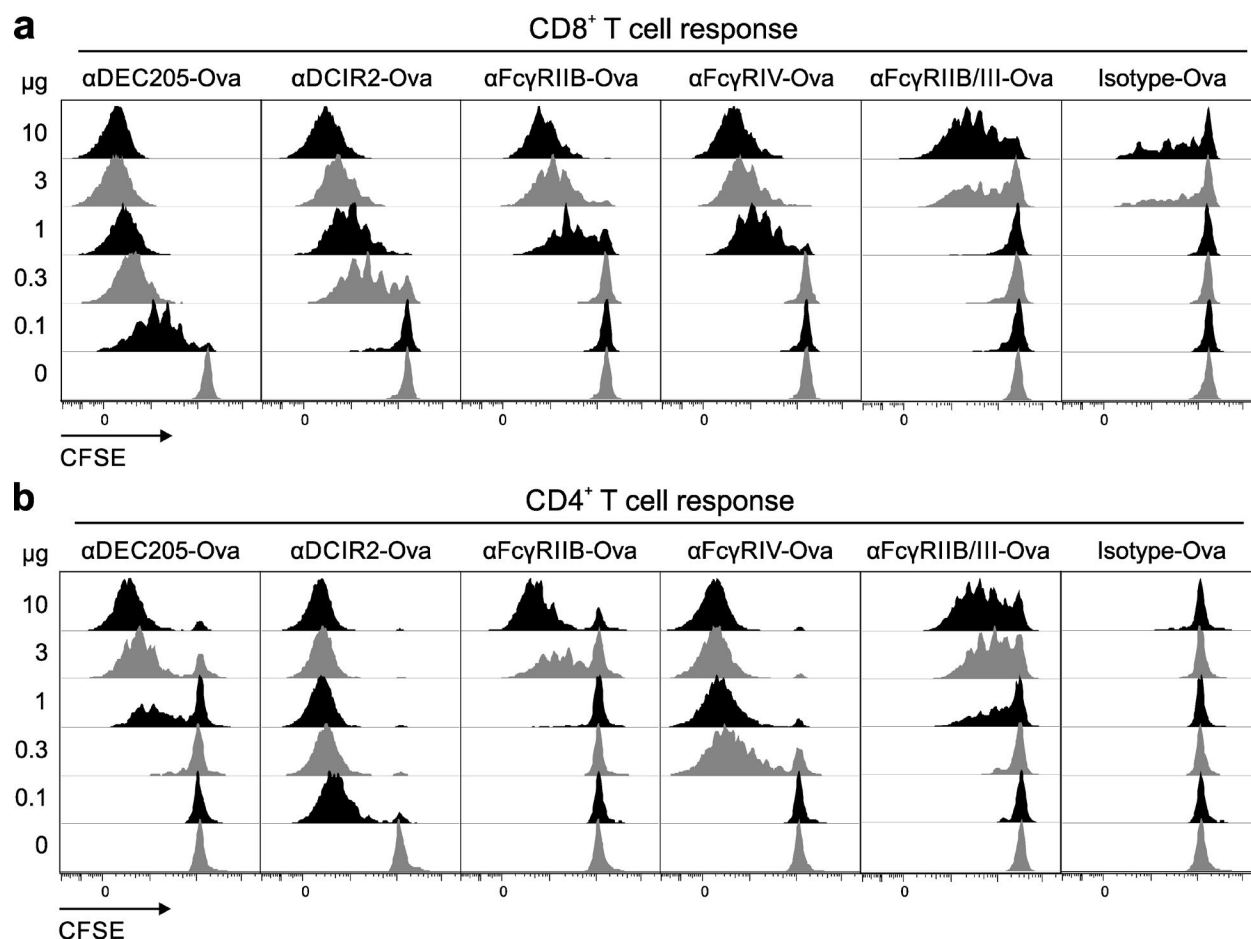 a
CD8⁺ T cell response
μg αDEC205-Ova αDCIR2-Ova αFcγRIIB-Ova αFcγRIV-Ova αFcγRIIB/III-Ova Isotype-Ova
10
3
1
0.3
0.1
0
0 0 0 0 0 0
CFSE
b
CD4⁺ T cell response
μg αDEC205-Ova αDCIR2-Ova αFcγRIIB-Ova αFcγRIV-Ova αFcγRIIB/III-Ova Isotype-Ova
10
3
1
0.3
0.1
0
0 0 0 0 0 0
CFSE